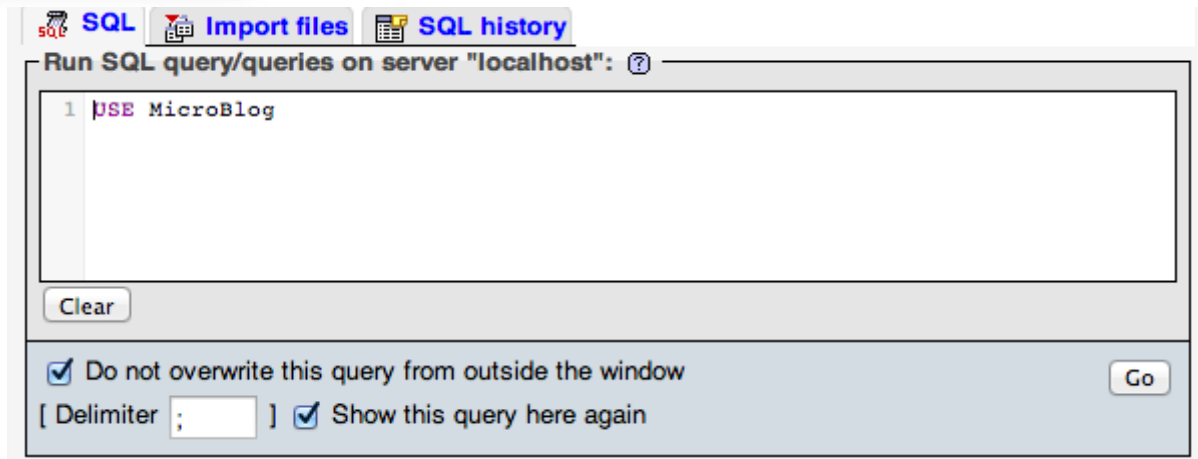 SQL Import files SQL history
Run SQL query/queries on server "localhost": ?
1 USE MicroBlog
Clear
Do not overwrite this query from outside the window
Go
[ Delimiter ; ] Show this query here again